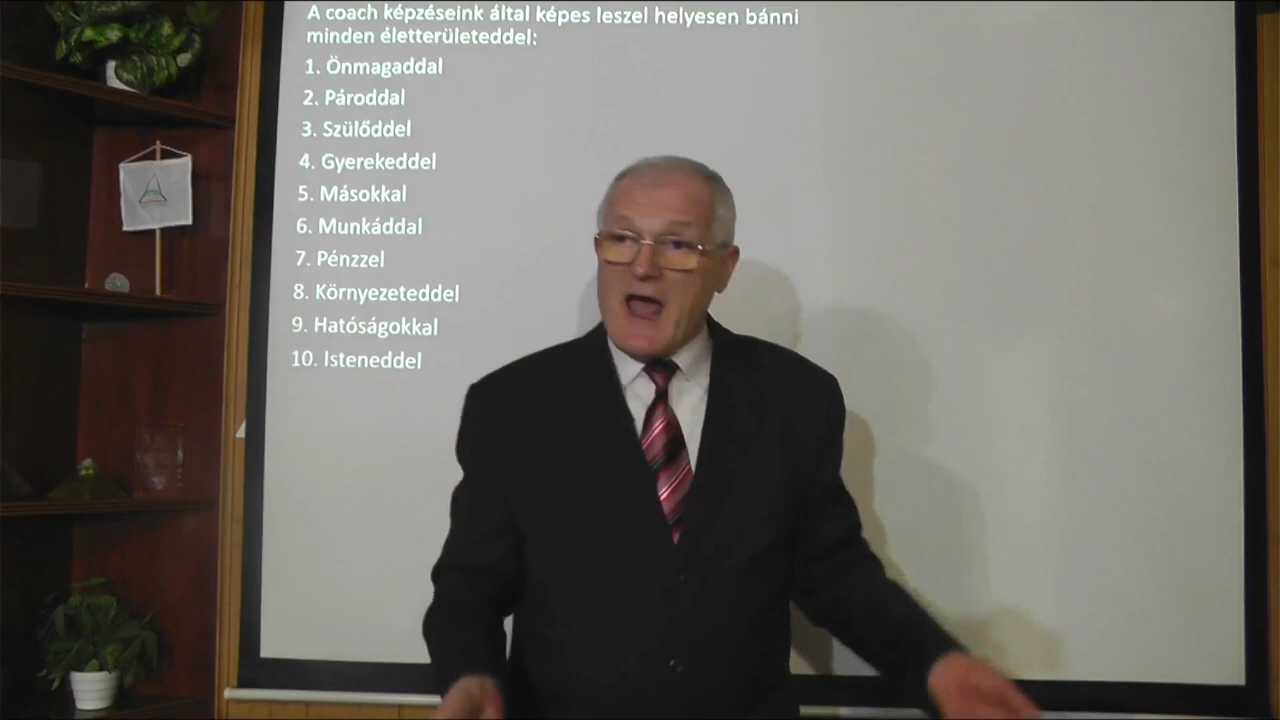 A coach képzéseink által képes leszel helyesen bánni
minden életterületeddel:
1. Önmagaddal
2. Pároddal
3. Szülőddel
4. Gyerekeddel
5. Másokkal
6. Munkáddal
7. Pénzzel
8. Környezeteddel
9. Hatóságokkal
10. Isteneddel